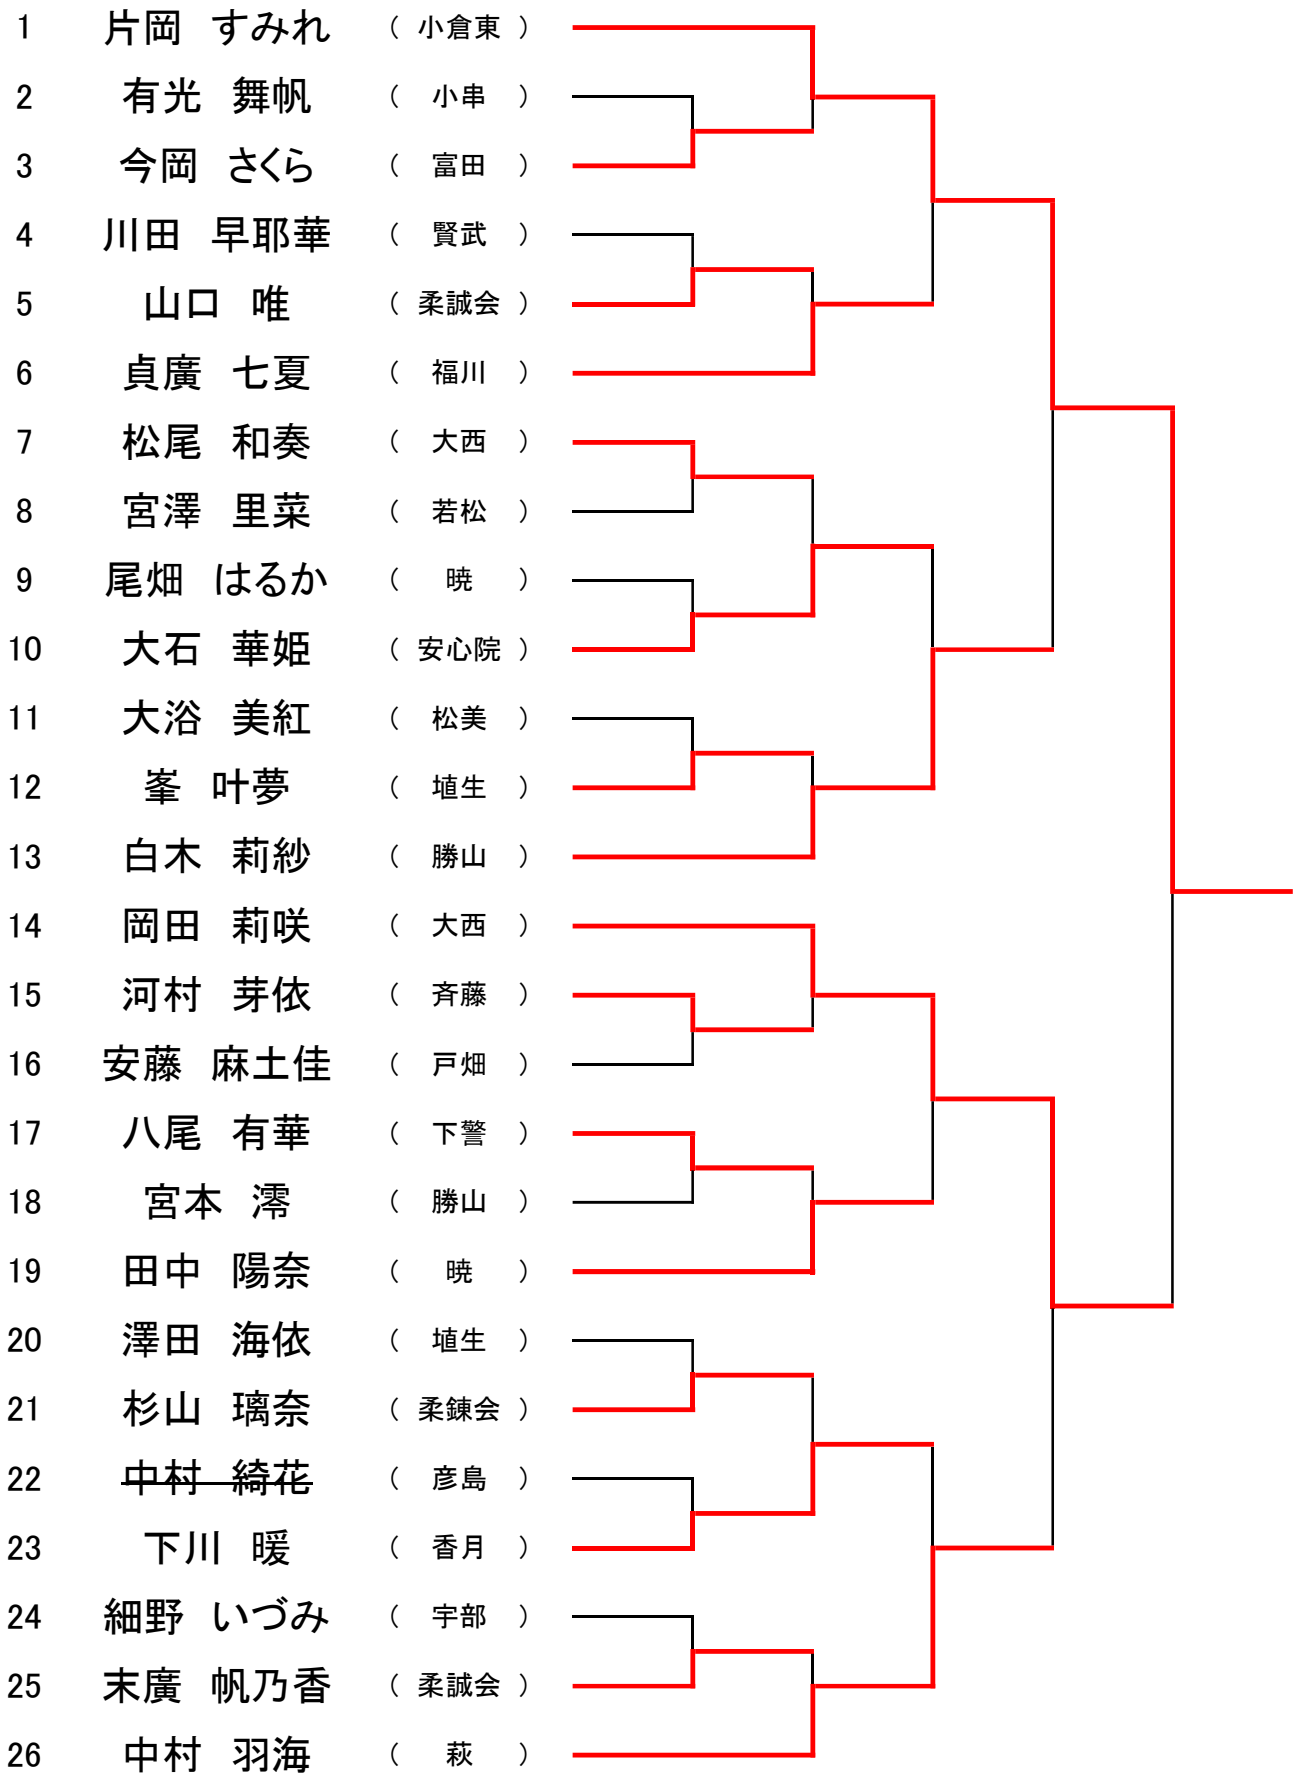 1 片岡 すみれ ( 小倉東 )
2 有光 舞帆 ( 小串 )
3 今岡 さくら ( 富田 )
4 川田 早耶華 ( 賢武 )
5 山口 唯 ( 柔誠会 )
6 貞廣 七夏 ( 福川 )
7 松尾 和奏 ( 大西 )
8 宮澤 里菜 ( 若松 )
9 尾畑 はるか ( 暁 )
10 大石 華姫 ( 安心院 )
11 大浴 美紅 ( 松美 )
12 峯 叶夢 ( 埴生 )
13 白木 莉紗 ( 勝山 )
14 岡田 莉咲 ( 大西 )
15 河村 芽依 ( 斉藤 )
16 安藤 麻土佳 ( 戸畑 )
17 八尾 有華 ( 下警 )
18 宮本 澪 ( 勝山 )
19 田中 陽奈 ( 暁 )
20 澤田 海依 ( 埴生 )
21 杉山 璃奈 ( 柔錬会 )
22 中村 綺花 ( 彦島 )
23 下川 暖 ( 香月 )
24 細野 いづみ ( 宇部 )
25 末廣 帆乃香 ( 柔誠会 )
26 中村 羽海 ( 萩 )